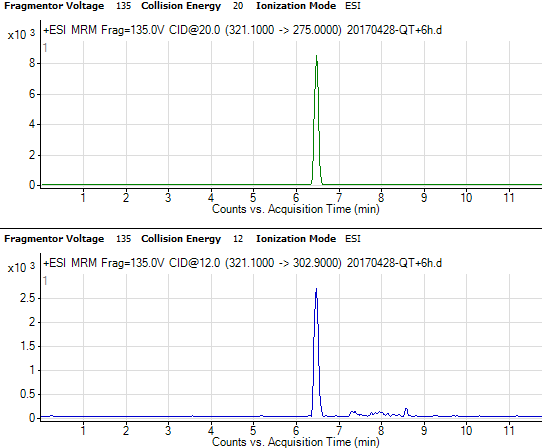 Fragmentor Voltage 135 Collision Energy 20 Ionization Mode ESI
x10 3 +ESI MRM Frag=135.0V CID@20.0 (321.1000 -> 275.0000) 20170428-QT+6h.d
1
8
6
4
2
0
1 2 3 4 5 6 7 8 9 10 11
Counts vs. Acquisition Time (min)
Fragmentor Voltage 135 Collision Energy 12 Ionization Mode ESI
x10 3 +ESI MRM Frag=135.0V CID@12.0 (321.1000 -> 302.9000) 20170428-QT+6h.d
1
2.5
2
1.5
1
0.5
0
1 2 3 4 5 6 7 8 9 10 11
Counts vs. Acquisition Time (min)